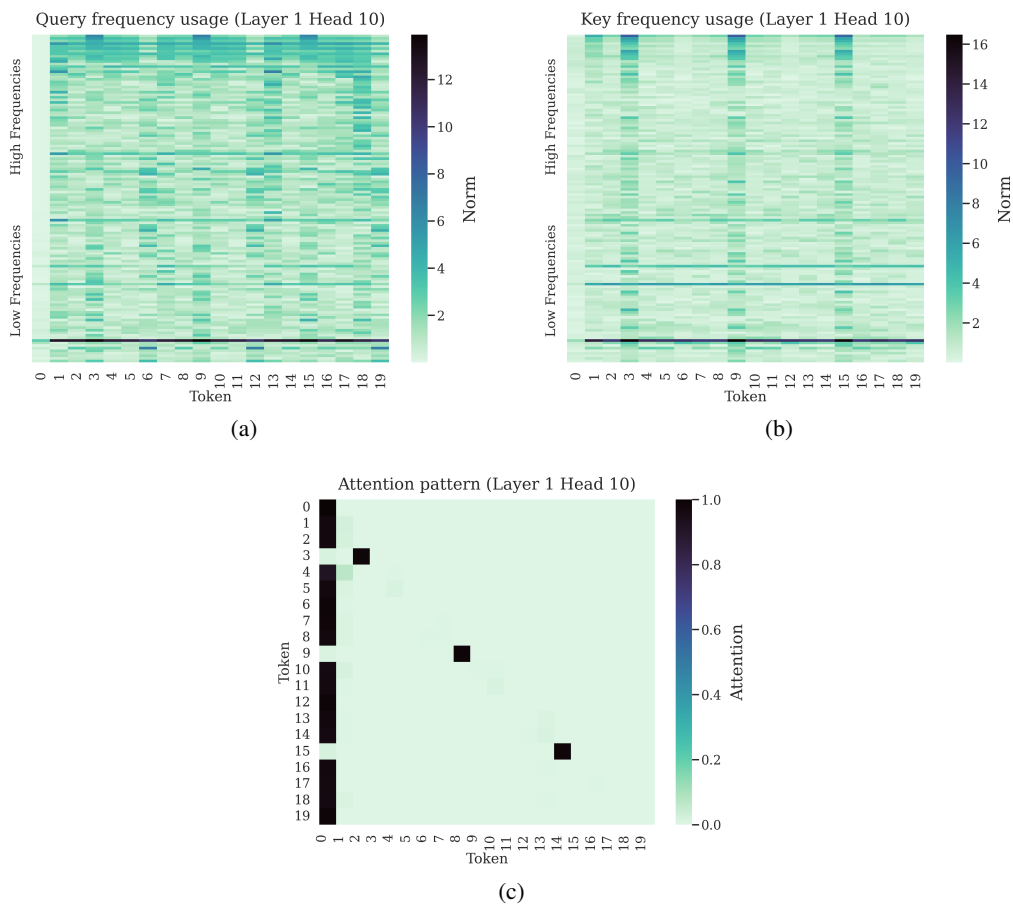 Query frequency usage (Layer 1 Head 10)
High Frequencies
Low Frequencies
0 1 2 3 4 5 6 7 8 9 10 11 12 13 14 15 16 17 18 19
Token
12
10
8
6
4
2
Norm
(a)
Key frequency usage (Layer 1 Head 10)
High Frequencies
Low Frequencies
0 1 2 3 4 5 6 7 8 9 10 11 12 13 14 15 16 17 18 19
Token
16
14
12
10
8
6
4
2
Norm
(b)
Attention pattern (Layer 1 Head 10)
Token
0
1
2
3
4
5
6
7
8
9
10
11
12
13
14
15
16
17
18
19
0 1 2 3 4 5 6 7 8 9 10 11 12 13 14 15 16 17 18 19
Token
1.0
0.8
0.6
0.4
0.2
0.0
Attention
(c)